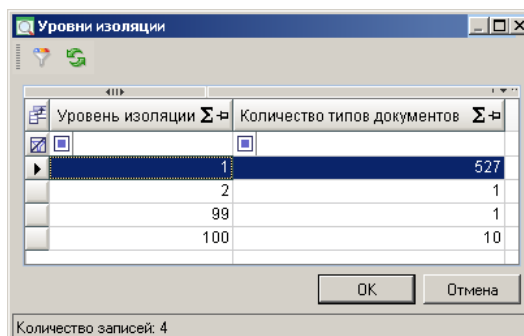 Уровни изоляции
Уровень изоляции Σ Количество типов документов Σ
1 527
2 1
99 1
100 10
OK Отмена
Количество записей: 4